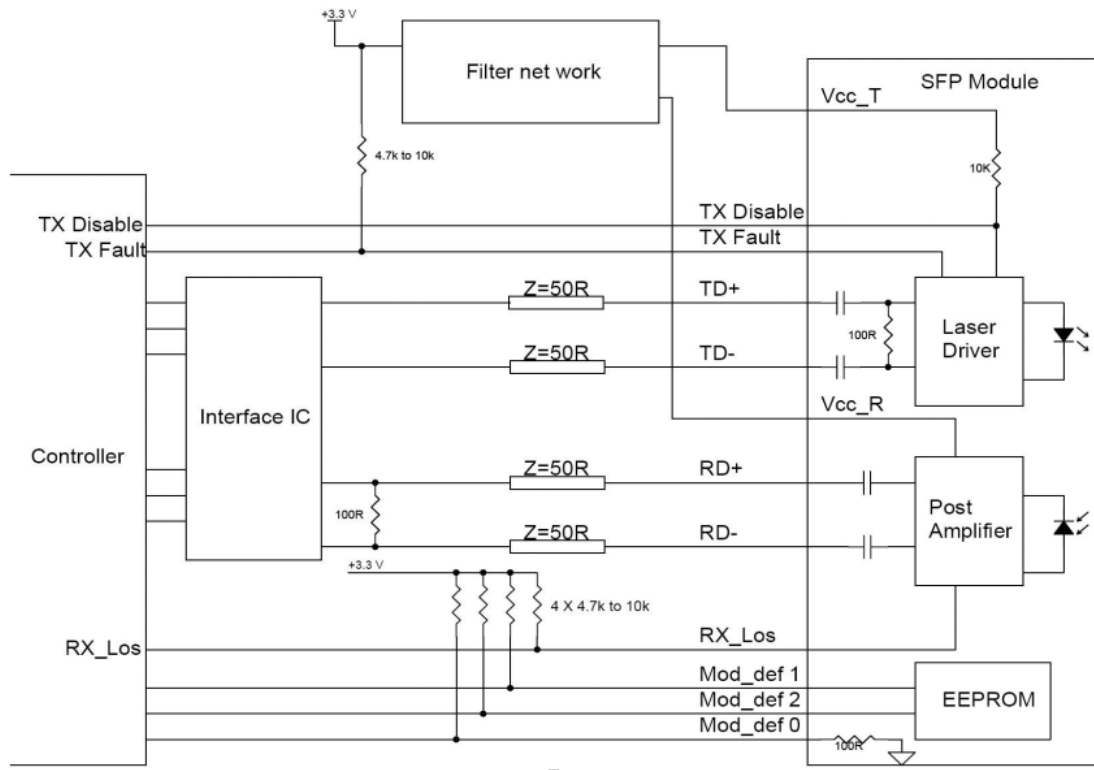 +3.3 V
Filter net work
SFP Module
Vcc_T
4.7k to 10k
10K
TX Disable
TX Disable
TX Fault
TX Fault
Z=50R
TD+
100R
Laser
Driver
Z=50R
TD-
Vcc_R
Interface IC
Controller
Z=50R
RD+
100R
Post
Amplifier
Z=50R
RD-
+3.3 V
4 X 4.7k to 10k
RX_Los
RX_Los
Mod_def 1
Mod_def 2
EEPROM
Mod_def 0
100R